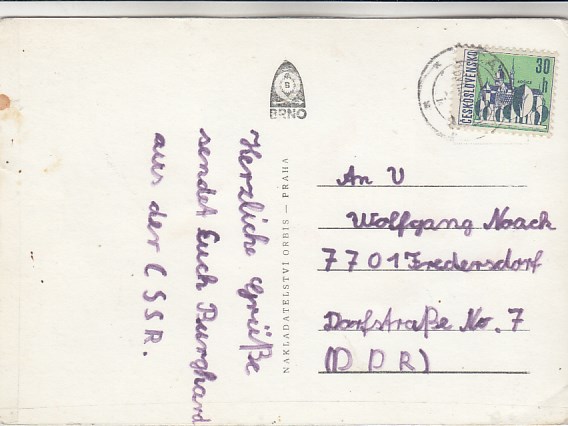 Herzliche Grüße
sendet Euch Burghard
aus der CSSR.
BRNO
NAKLADATELSTVÍ ORBIS – PRAHA
ČESKOSLOVENSKO
30
h
An V
Wolfgang Noack
7701 Fredersdorf
Dorfstraße No. 7
(DDR)